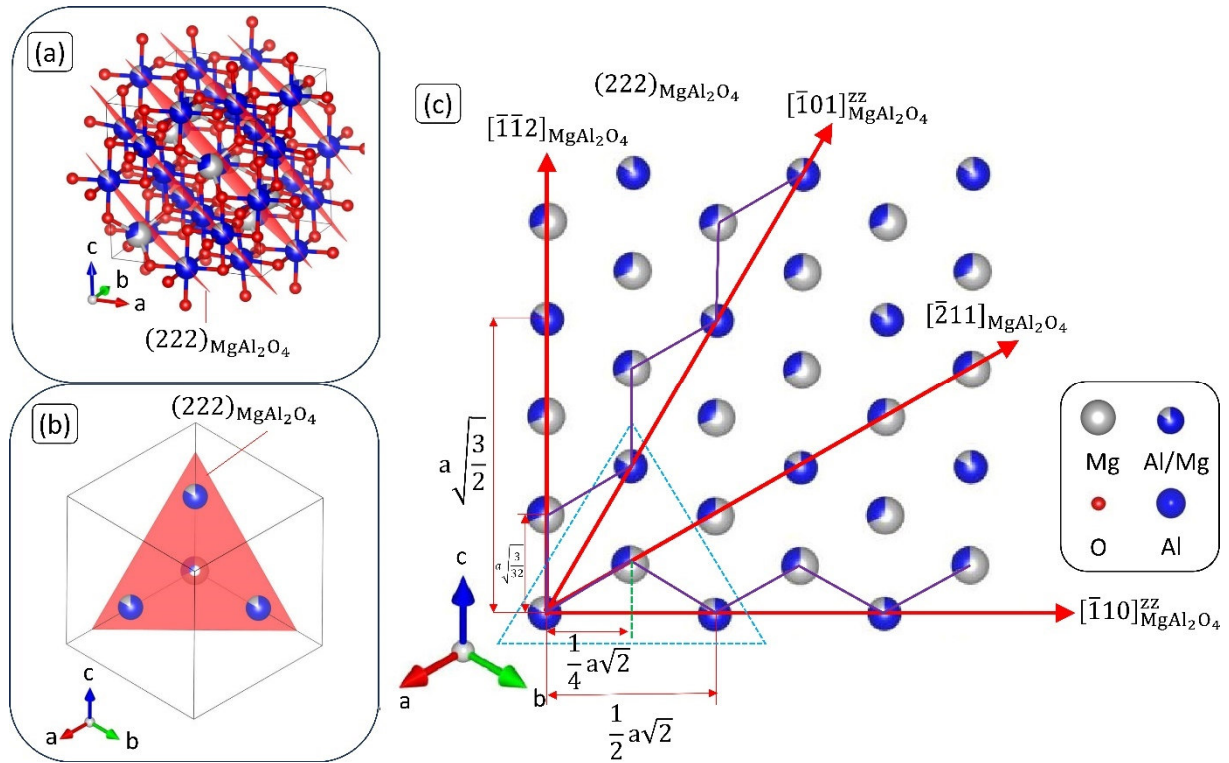 (a)
c
b
a
(222)MgAl₂O₄
(b)
(222)MgAl₂O₄
c
a
b
(c)
(222)MgAl₂O₄
[1̅1̅2]MgAl₂O₄
[1̅01]ᶻᶻMgAl₂O₄
[2̅11]MgAl₂O₄
[1̅10]ᶻᶻMgAl₂O₄
a√(3/2)
a√(3/32)
c
a
b
1/4 a√2
1/2 a√2
Mg
Al/Mg
O
Al